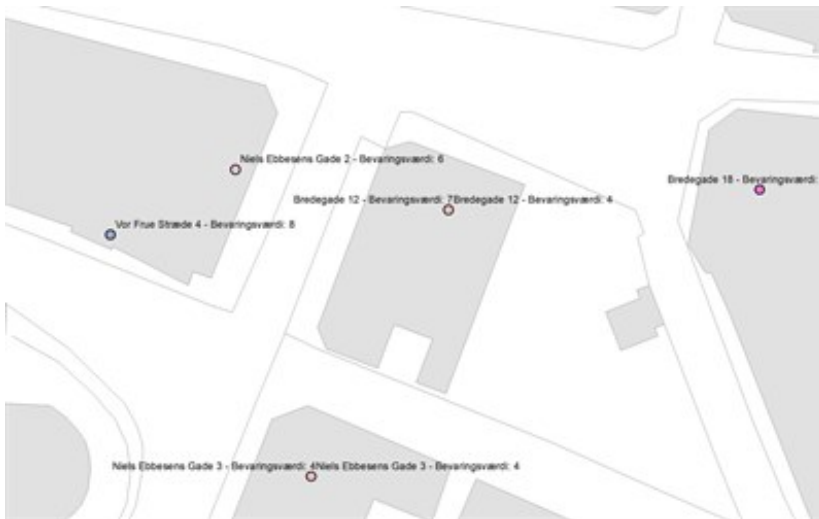 Niels Ebbesens Gade 2 - Bevaringsværdi: 6
Bredegade 18 - Bevaringsværdi:
Bredegade 12 - Bevaringsværdi: 7Bredegade 12 - Bevaringsværdi: 4
Vor Frue Stræde 4 - Bevaringsværdi: 8
Niels Ebbesens Gade 3 - Bevaringsværdi: 4Niels Ebbesens Gade 3 - Bevaringsværdi: 4